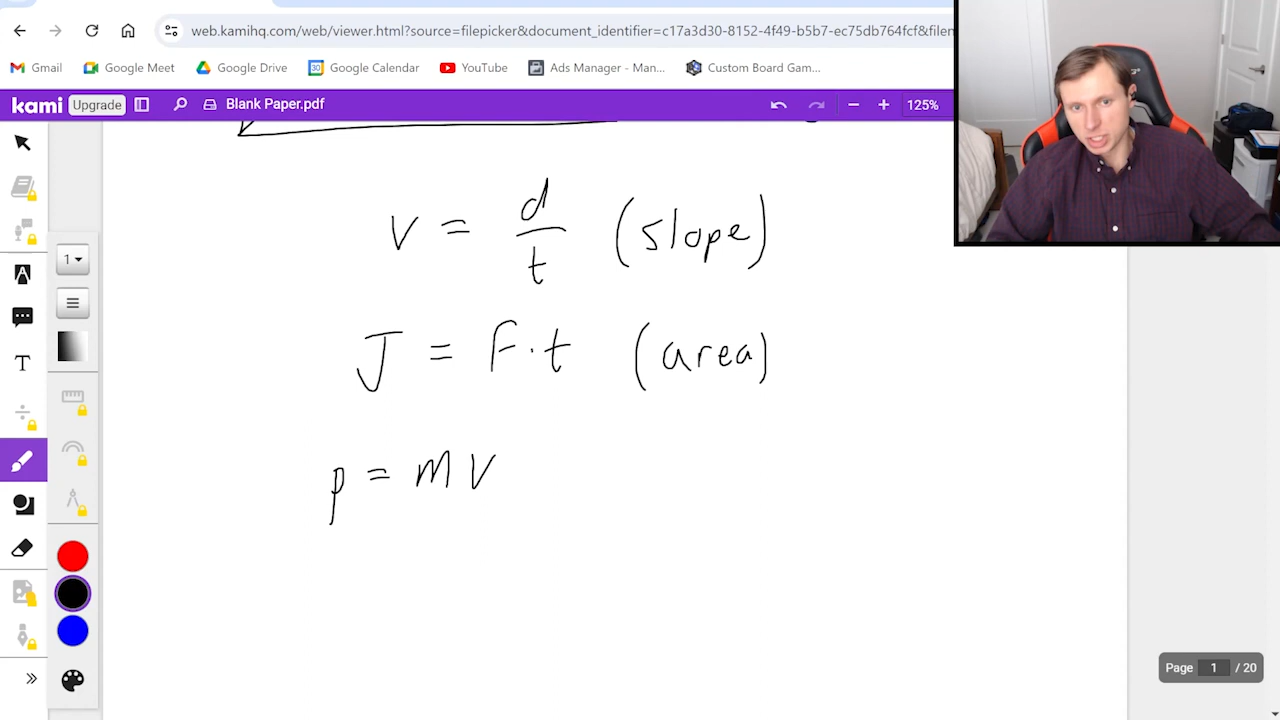 web.kamihq.com/web/viewer.html?source=filepicker&document_identifier=c17a3d30-8152-4f49-b5b7-ec75db764fcf&filen
Gmail Google Meet Google Drive 30 Google Calendar YouTube Ads Manager - Man... Custom Board Gam...
kami Upgrade Blank Paper.pdf 125%
1
A
T
v = d/t (slope)
J = F·t (area)
p = mv
Page 1 / 20